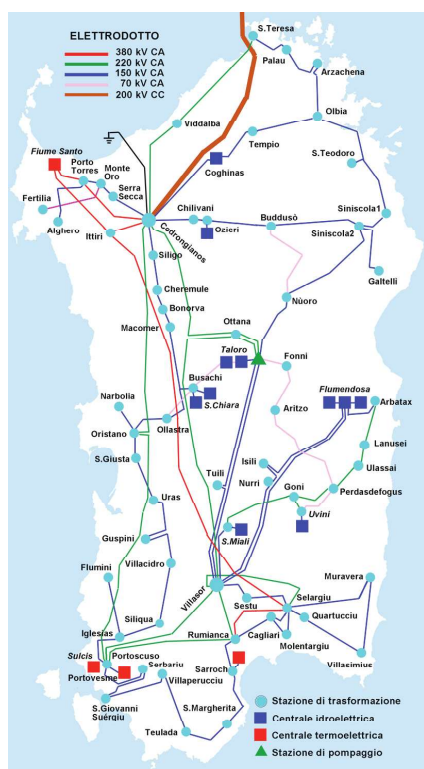 ELETTRODOTTO
380 kV CA
220 kV CA
150 kV CA
70 kV CA
200 kV CC
S.Teresa
Palau
Arzachena
Viddalba
Olbia
Tempio
S.Teodoro
Coghinas
Fiume Santo
Porto
Torres
Monte
Oro
Serra
Secca
Fertilia
Alghero
Ittiri
Codrongianos
Chilivani
Ozieri
Buddusò
Siniscola1
Siniscola2
Galtelli
Siligo
Cheremule
Bonorva
Macomer
Nùoro
Ottana
Taloro
Fonni
Busachi
S.Chiara
Flumendosa
Arbatax
Narbolia
Ollastra
Aritzo
Oristano
Lanusei
S.Giusta
Isili
Ulassai
Tuili
Nurri
Goni
Perdasdefogus
Uras
Uvini
S.Miali
Guspini
Flumini
Villacidro
Villasor
Muravera
Sestu
Selargiu
Siliqua
Quartucciu
Iglesias
Rumianca
Cagliari
Molentargiu
Sulcis
Portoscuso
Serbariu
Villasimius
Portovesme
Villaperucciu
Sarroch
S.Giovanni
Suèrgiu
S.Margherita
Teulada
Stazione di trasformazione
Centrale idroelettrica
Centrale termoelettrica
Stazione di pompaggio